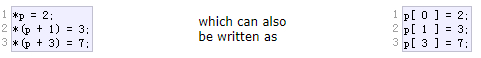 1 *p = 2;
2 *(p + 1) = 3;
3 *(p + 3) = 7;
which can also
be written as
1 p[ 0 ] = 2;
2 p[ 1 ] = 3;
3 p[ 3 ] = 7;